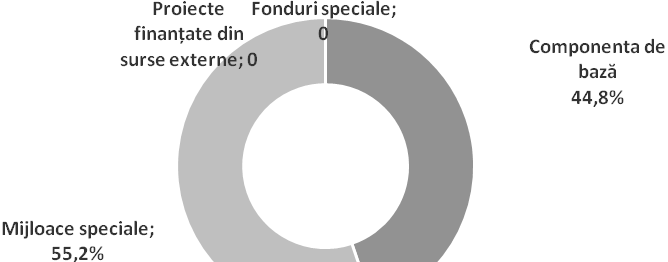 Proiecte
finanțate din
surse externe; 0
Fonduri speciale;
0
Componenta de
bază
44,8%
Mijloace speciale;
55,2%